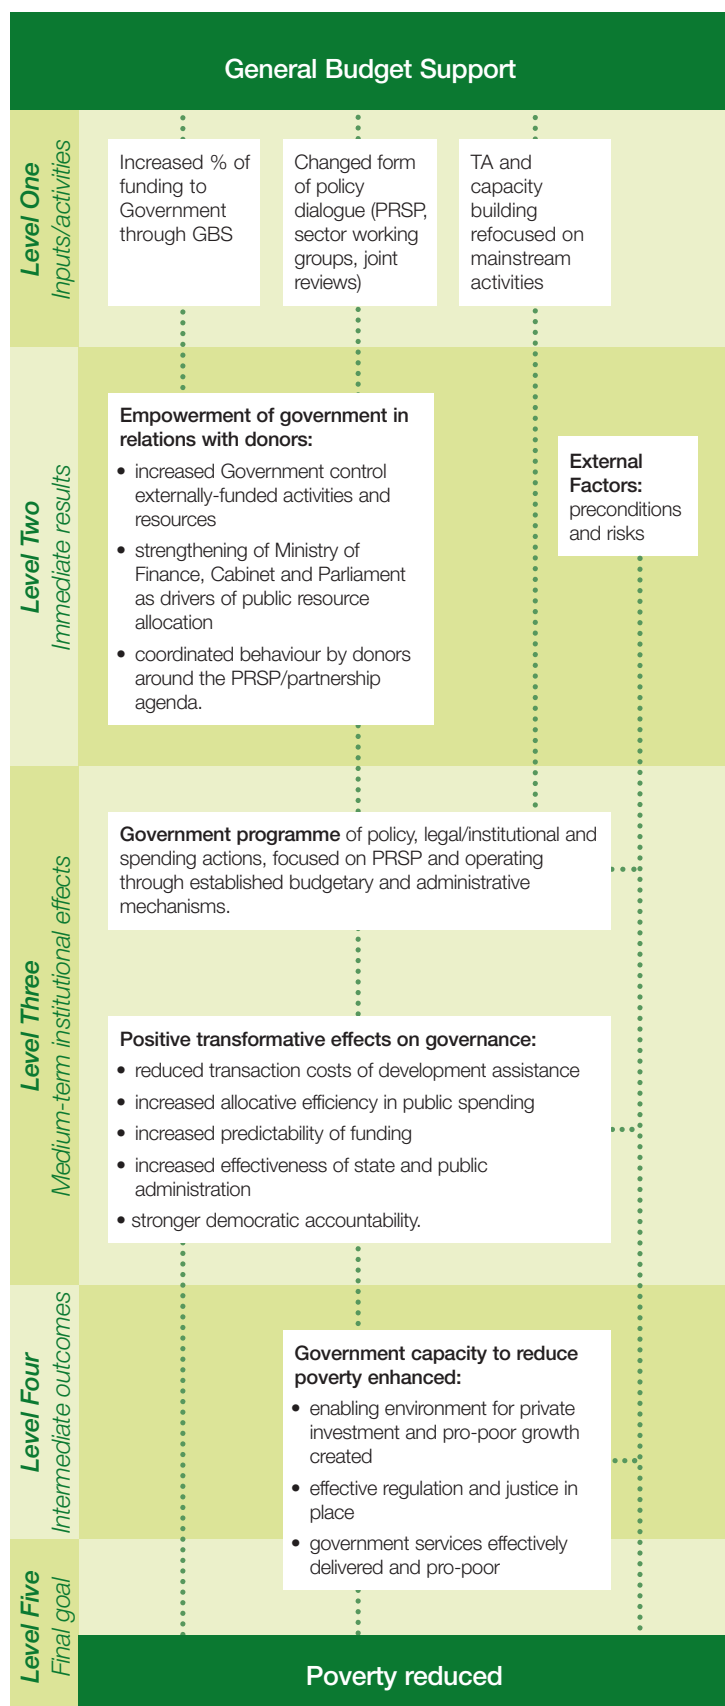 General Budget Support
Level One
Inputs/activities
Increased % of
funding to
Government
through GBS
Changed form
of policy
dialogue (PRSP,
sector working
groups, joint
reviews)
TA and
capacity
building
refocused on
mainstream
activities
Level Two
Immediate results
Empowerment of government in
relations with donors:
• increased Government control
externally-funded activities and
resources
• strengthening of Ministry of
Finance, Cabinet and Parliament
as drivers of public resource
allocation
• coordinated behaviour by donors
around the PRSP/partnership
agenda.
External
Factors:
preconditions
and risks
Level Three
Medium-term institutional effects
Government programme of policy, legal/institutional and
spending actions, focused on PRSP and operating
through established budgetary and administrative
mechanisms.
Positive transformative effects on governance:
• reduced transaction costs of development assistance
• increased allocative efficiency in public spending
• increased predictability of funding
• increased effectiveness of state and public
administration
• stronger democratic accountability.
Level Four
Intermediate outcomes
Government capacity to reduce
poverty enhanced:
• enabling environment for private
investment and pro-poor growth
created
• effective regulation and justice in
place
• government services effectively
delivered and pro-poor
Level Five
Final goal
Poverty reduced